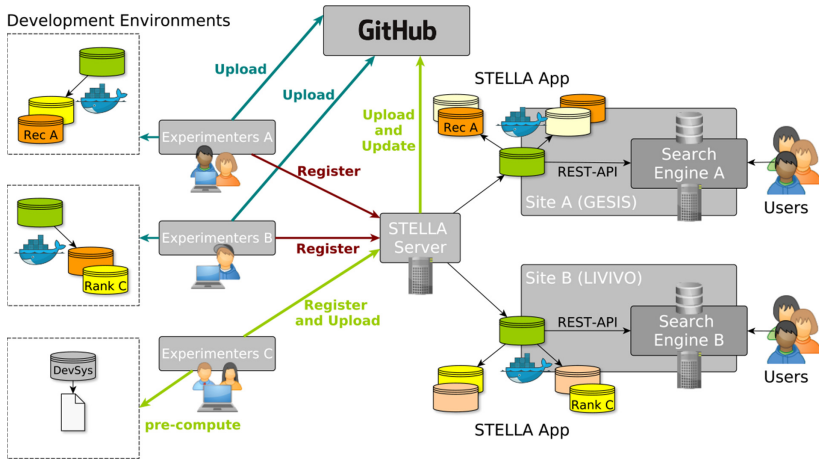 Development Environments
GitHub
Upload
Upload
Upload
and
Update
STELLA App
Rec A
Experimenters A
Rec A
Search
Engine A
REST-API
Register
Site A (GESIS)
Users
Experimenters B
Register
STELLA
Server
Rank C
Site B (LIVIVO)
Register
and Upload
REST-API
Search
Engine B
Experimenters C
DevSys
Users
Rank C
pre-compute
STELLA App